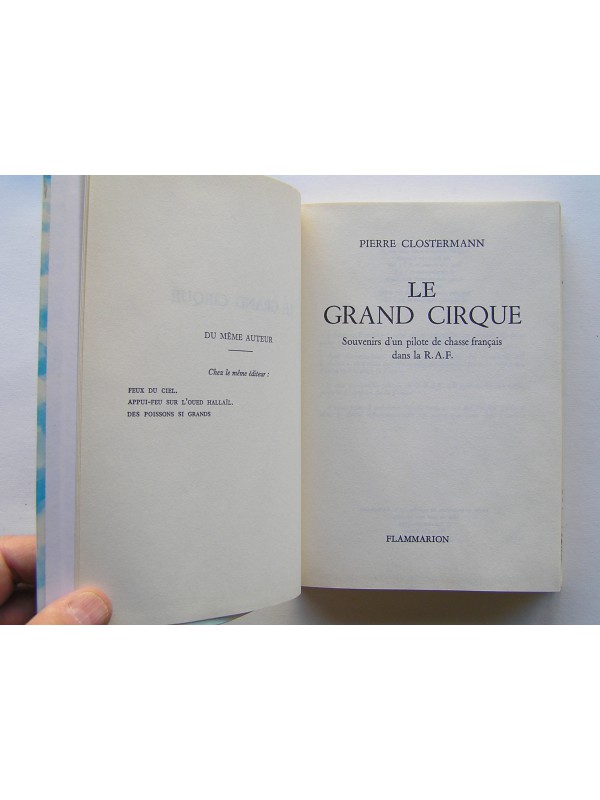 DU MÊME AUTEUR
Chez le même éditeur :
FEUX DU CIEL.
APPUI-FEU SUR L'OUED HALLAÏL.
DES POISSONS SI GRANDS
PIERRE CLOSTERMANN
LE
GRAND CIRQUE
Souvenirs d'un pilote de chasse français
dans la R.A.F.
FLAMMARION